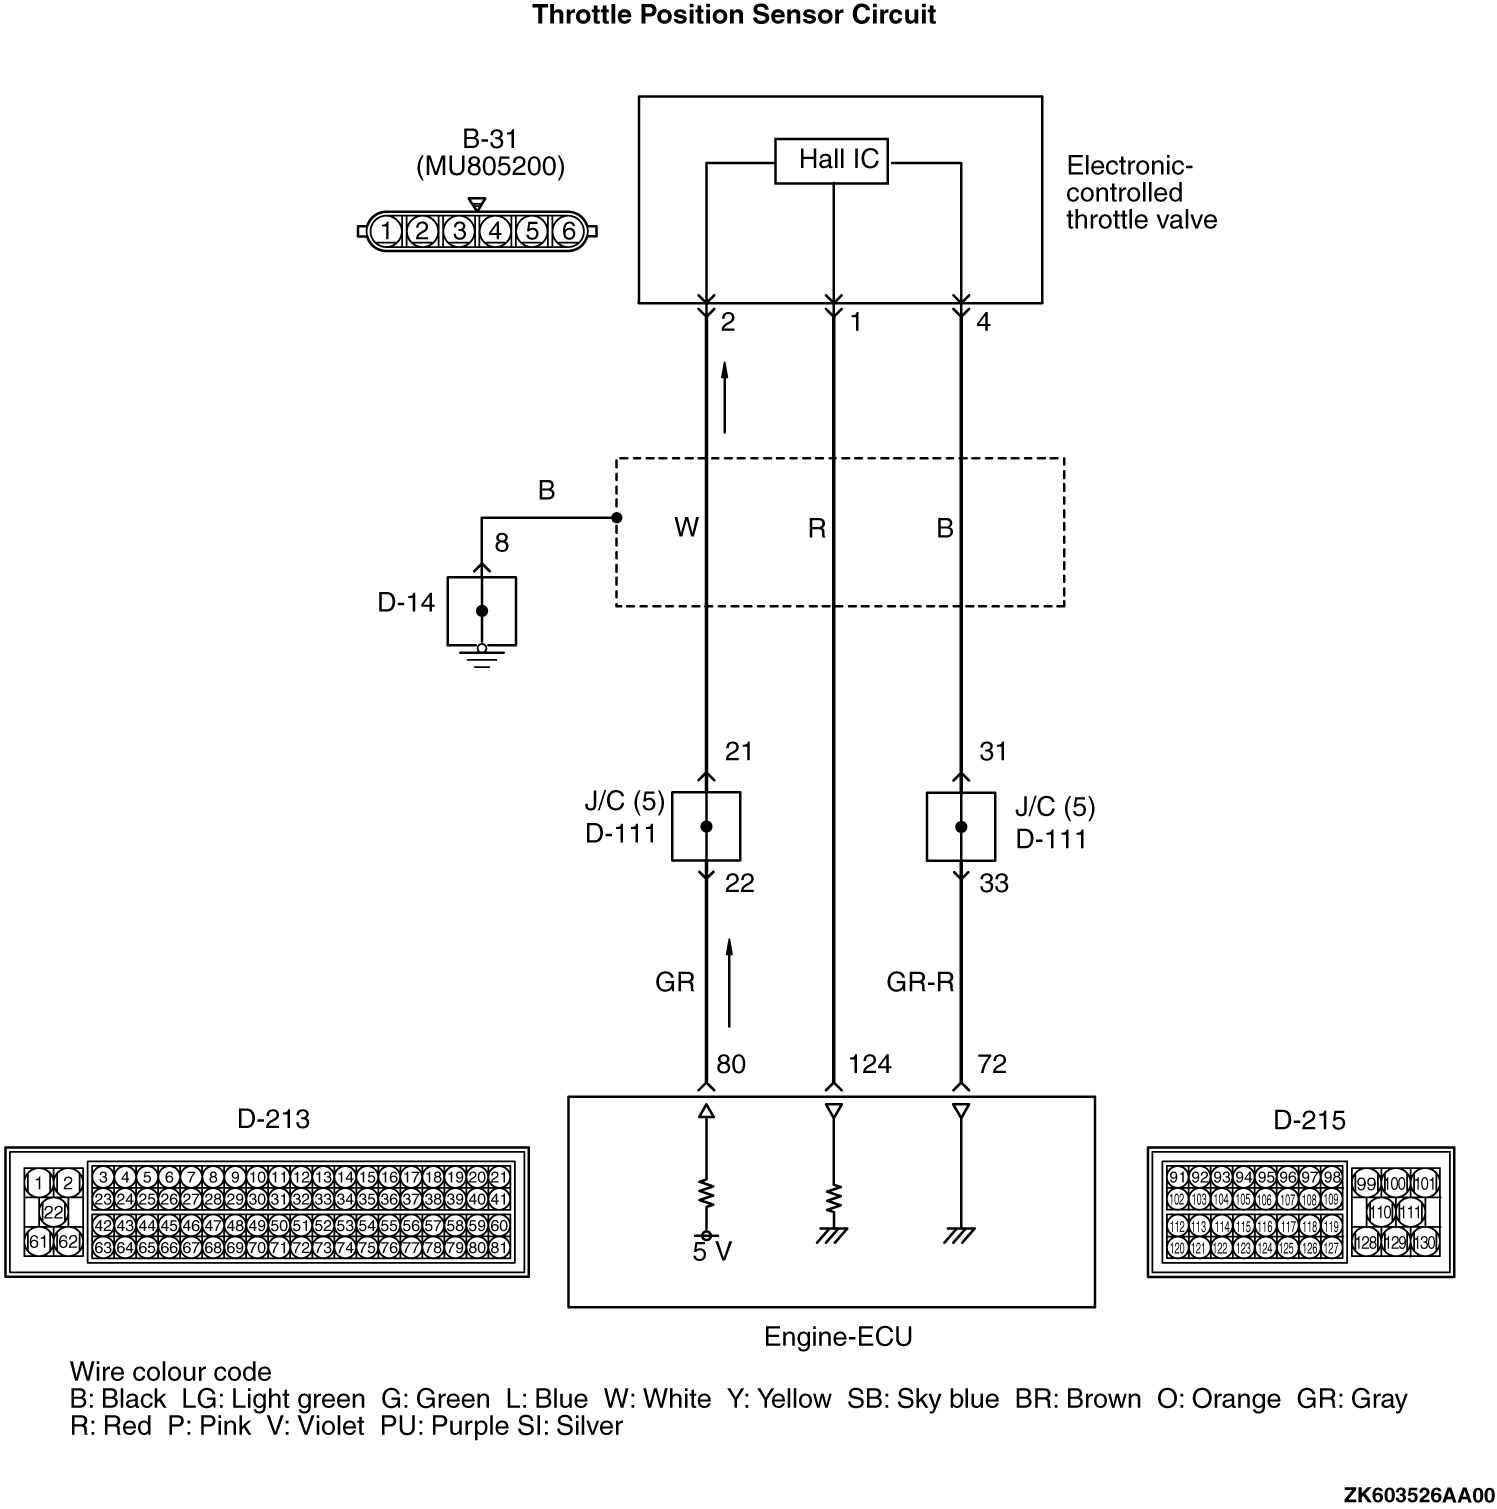 Throttle Position Sensor Circuit
B-31
(MU805200)
1 2 3 4 5 6
Hall IC
Electronic-
controlled
throttle valve
2 1 4
B
8
D-14
W R B
21 31
J/C (5)
D-111
J/C (5)
D-111
22 33
GR GR-R
80 124 72
5 V
Engine-ECU
D-213
1 2
22
61 62
3 4 5 6 7 8 9 10 11 12 13 14 15 16 17 18 19 20 21
23 24 25 26 27 28 29 30 31 32 33 34 35 36 37 38 39 40 41
42 43 44 45 46 47 48 49 50 51 52 53 54 55 56 57 58 59 60
63 64 65 66 67 68 69 70 71 72 73 74 75 76 77 78 79 80 81
D-215
91 92 93 94 95 96 97 98
102 103 104 105 106 107 108 109
112 113 114 115 116 117 118 119
120 121 122 123 124 125 126 127
99 100 101
110 111
128 129 130
Wire colour code
B: Black LG: Light green G: Green L: Blue W: White Y: Yellow SB: Sky blue BR: Brown O: Orange GR: Gray
R: Red P: Pink V: Violet PU: Purple SI: Silver
ZK603526AA00